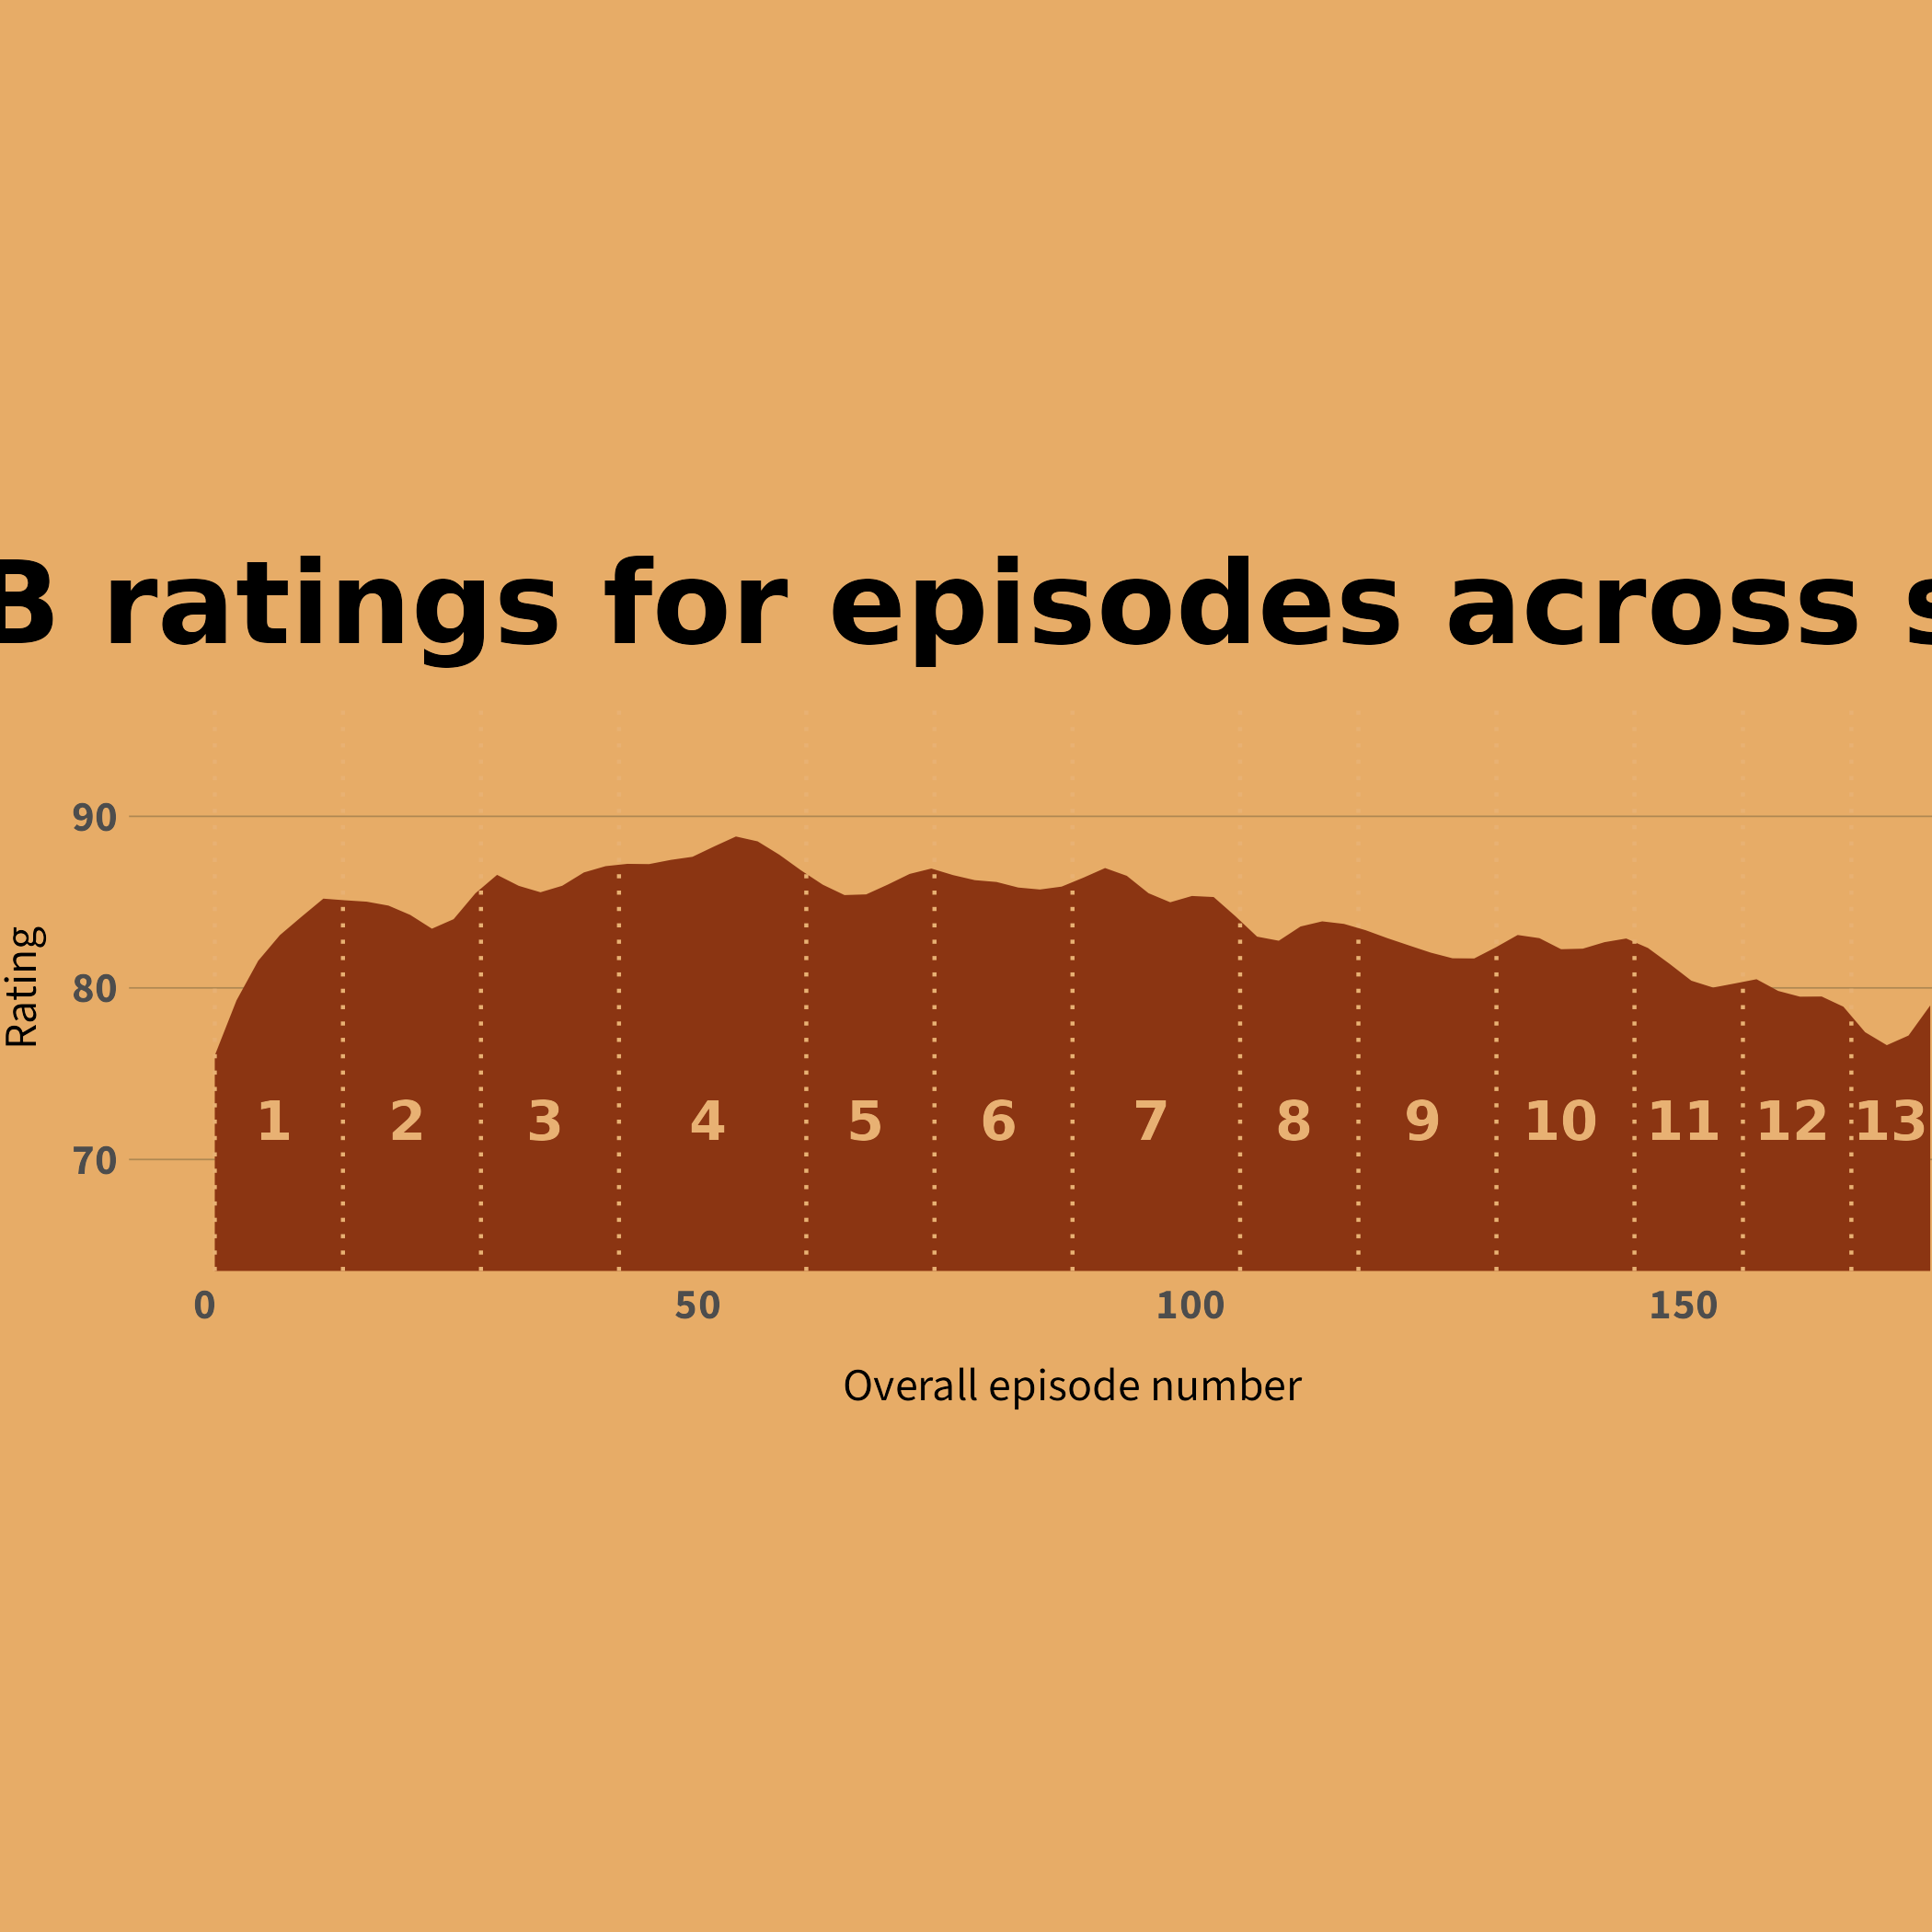 B ratings for episodes across s
90
80
70
Rating
1 2 3 4 5 6 7 8 9 10 11 12 13
0 50 100 150
Overall episode number